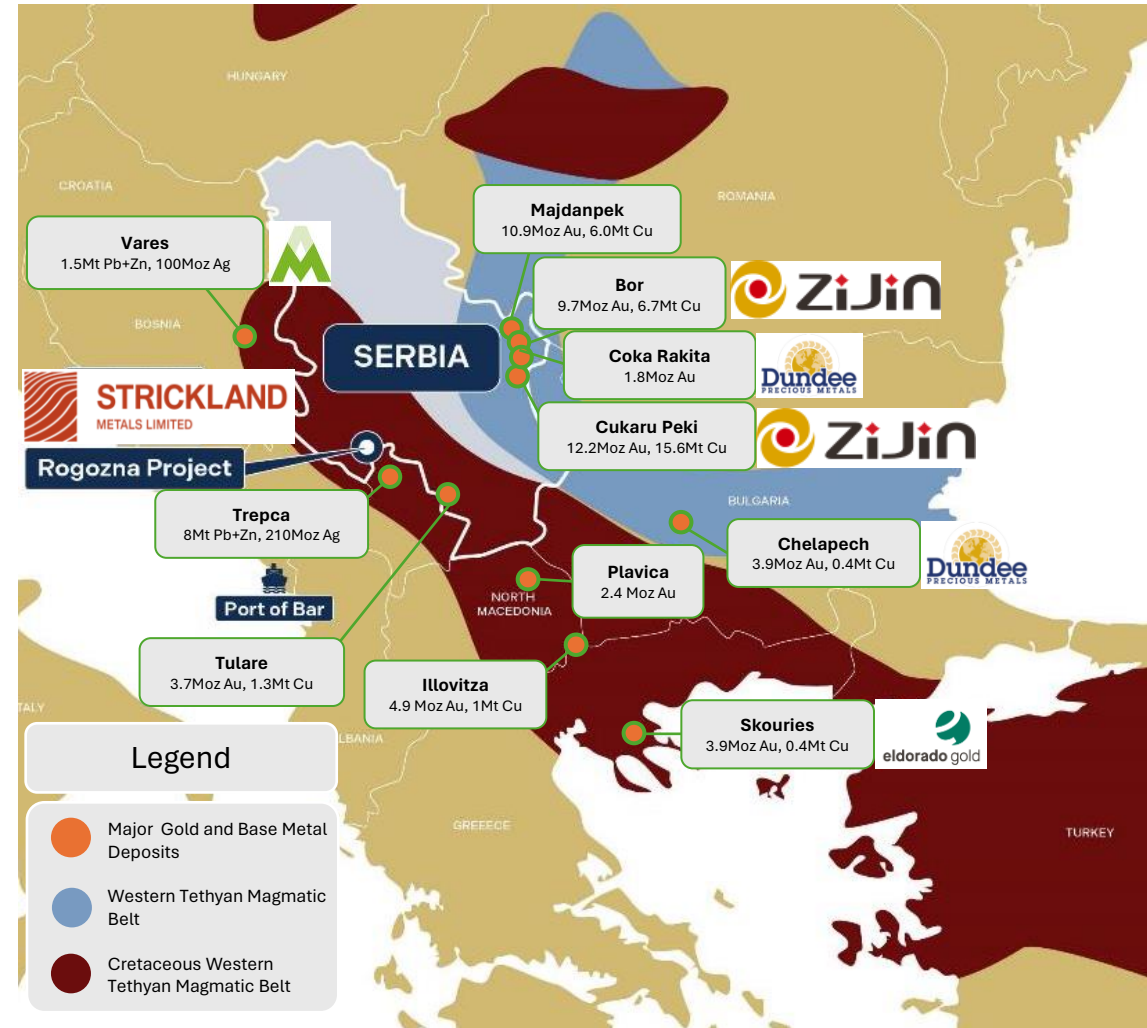 HUNGARY
CROATIA
ROMANIA
Majdanpek
10.9Moz Au, 6.0Mt Cu
Vares
1.5Mt Pb+Zn, 100Moz Ag
Bor
9.7Moz Au, 6.7Mt Cu
ZiJin
BOSNIA
SERBIA
Coka Rakita
1.8Moz Au
Dundee
PRECIOUS METALS
STRICKLAND
METALS LIMITED
Cukaru Peki
12.2Moz Au, 15.6Mt Cu
ZiJin
Rogozna Project
Trepca
8Mt Pb+Zn, 210Moz Ag
BULGARIA
Chelapech
3.9Moz Au, 0.4Mt Cu
Dundee
PRECIOUS METALS
Plavica
2.4 Moz Au
NORTH
MACEDONIA
Port of Bar
Tulare
3.7Moz Au, 1.3Mt Cu
Illovitza
4.9 Moz Au, 1Mt Cu
Skouries
3.9Moz Au, 0.4Mt Cu
eldorado gold
TALY
LBANIA
Legend
Major Gold and Base Metal
Deposits
Western Tethyan Magmatic
Belt
Cretaceous Western
Tethyan Magmatic Belt
GREEECE
TURKEY